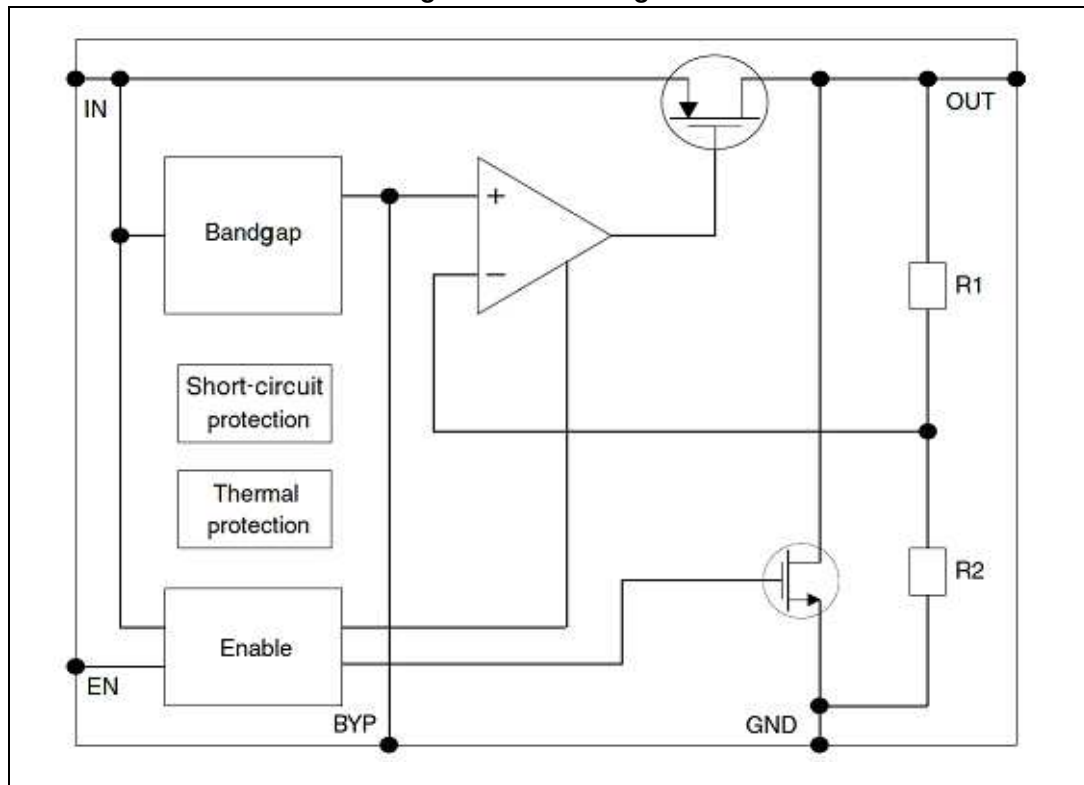 IN
OUT
Bandgap
+
−
R1
Short-circuit
protection
Thermal
protection
R2
Enable
EN
BYP
GND